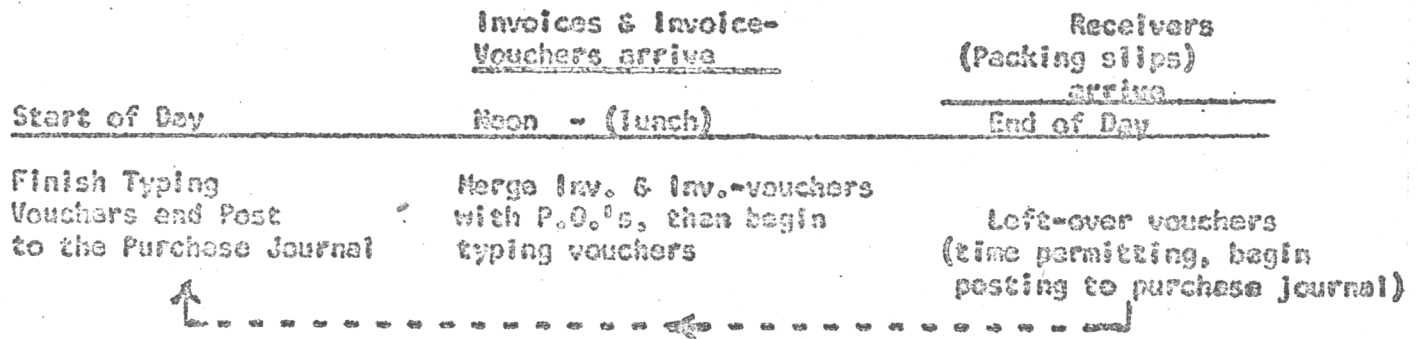 Invoices & Invoice-
Vouchers arrive
Receivers
(Packing slips)
arrive
Start of Day
Noon - (lunch)
End of Day
Finish Typing
Vouchers and Post
to the Purchase Journal
Merge Inv. & Inv.-vouchers
with P.O.'s, then begin
typing vouchers
Left-over vouchers
(time permitting, begin
posting to purchase journal)